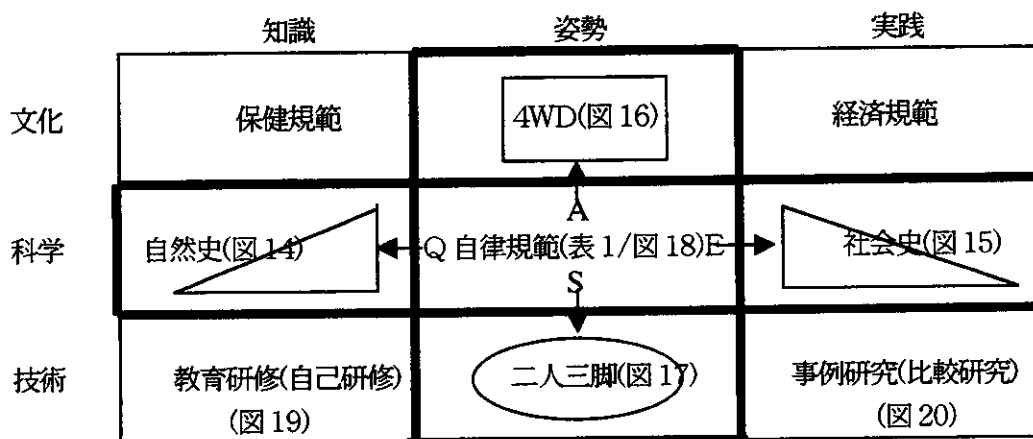 知識 姿勢 実践
文化 保健規範 4WD(図16) 経済規範
A
科学 自然史(図14) Q 自律規範(表1/図18)E 社会史(図15)
S
技術 教育研修(自己研修) 二人三脚(図17) 事例研究(比較研究)
(図19) (図20)